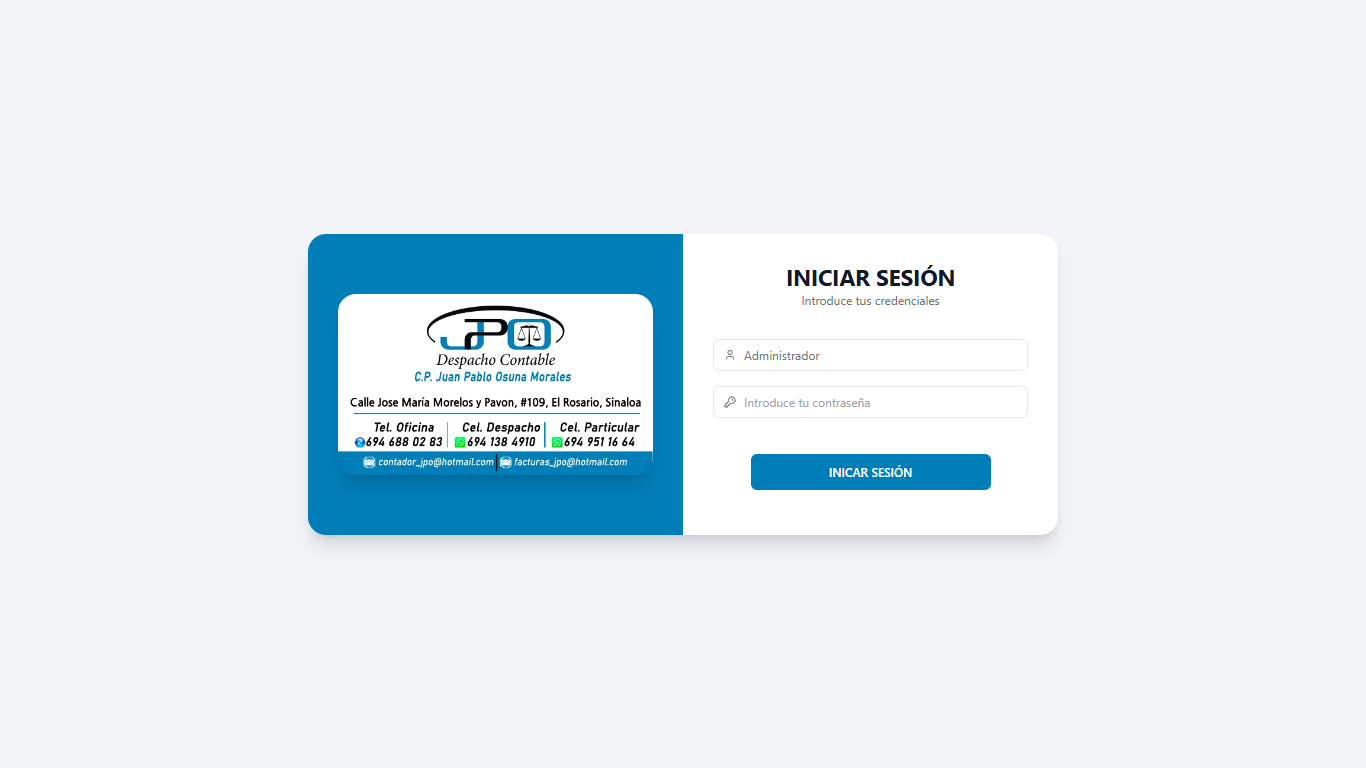 JPO
Despacho Contable
C.P. Juan Pablo Osuna Morales
Calle Jose María Morelos y Pavon, #109, El Rosario, Sinaloa
Tel. Oficina
694 688 02 83
Cel. Despacho
694 138 4910
Cel. Particular
694 951 16 64
contador_jpo@hotmail.com
facturas_jpo@hotmail.com
INICIAR SESIÓN
Introduce tus credenciales
Administrador
Introduce tu contraseña
INICAR SESIÓN